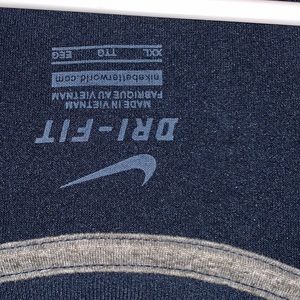 DRI-FIT
MADE IN VIETNAM
FABRIQUE AU VIETNAM
nikebetterworld.com
XXL TTG EEG